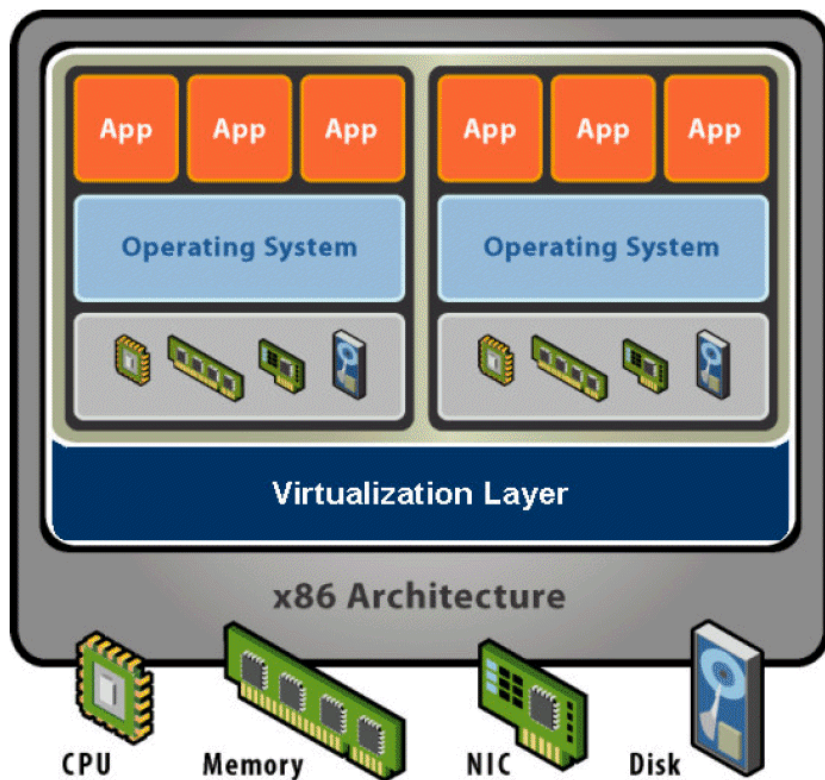 App App App App App App
Operating System Operating System
Virtualization Layer
x86 Architecture
CPU Memory NIC Disk